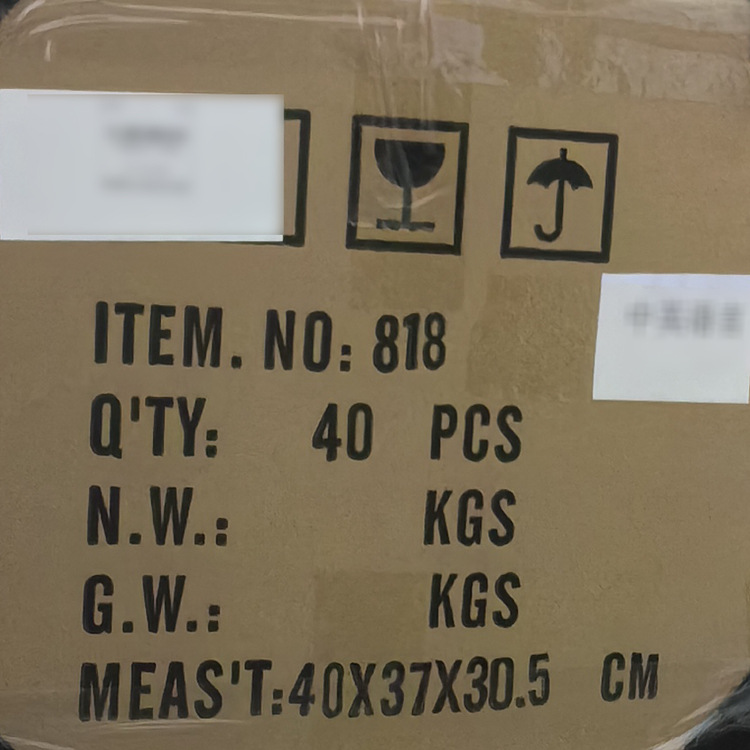 ITEM. NO: 818
Q'TY: 40 PCS
N.W.: KGS
G.W.: KGS
MEAS'T:40X37X30.5 CM